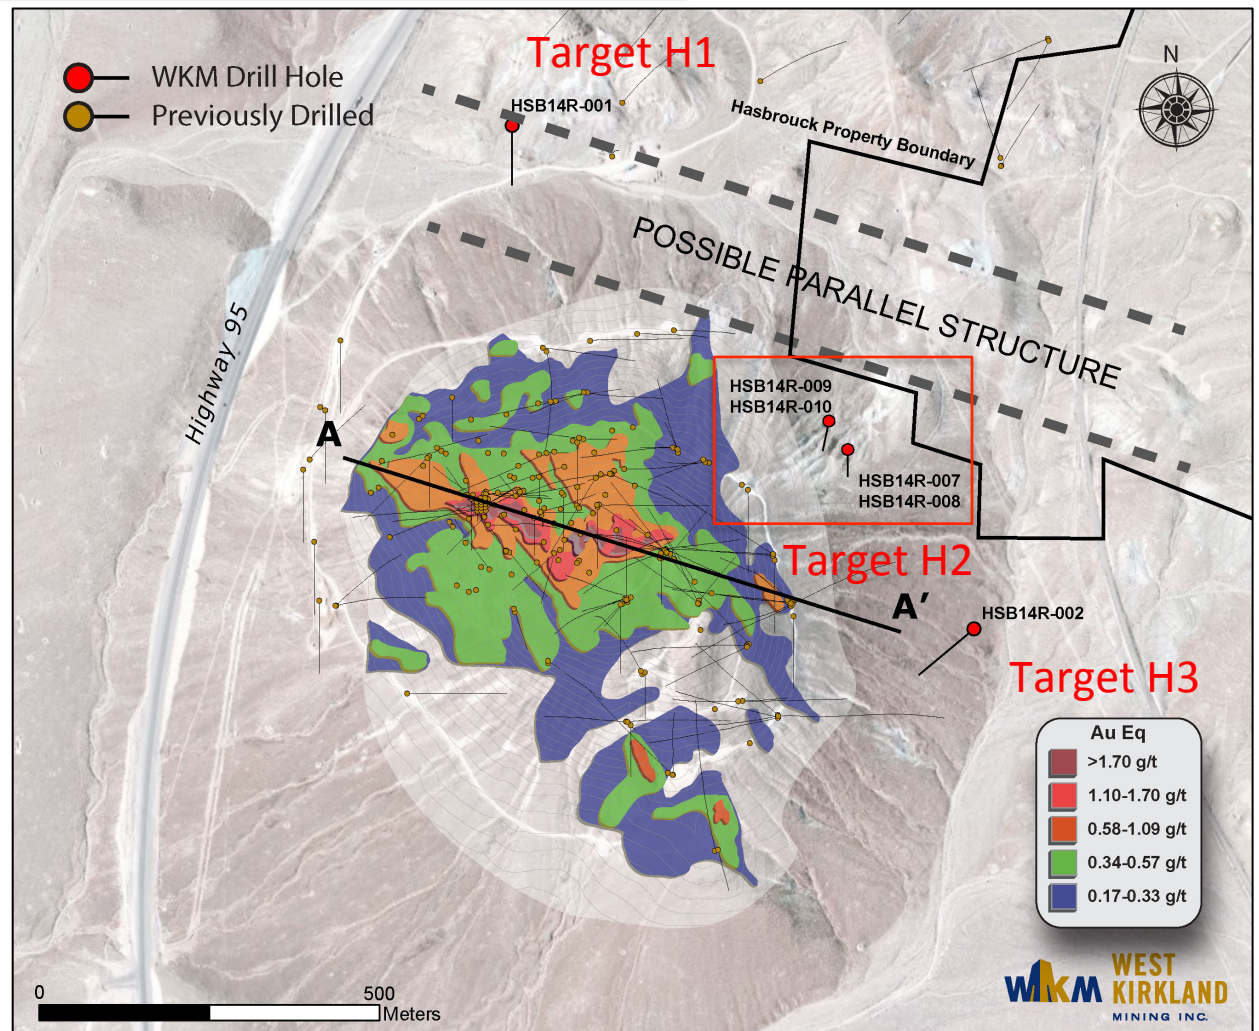 Target H1
WKM Drill Hole
Previously Drilled
HSB14R-001
N
Hasbrouck Property Boundary
POSSIBLE PARALLEL STRUCTURE
Highway 95
HSB14R-009
HSB14R-010
A
HSB14R-007
HSB14R-008
Target H2
A′
HSB14R-002
Target H3
Au Eq
>1.70 g/t
1.10-1.70 g/t
0.58-1.09 g/t
0.34-0.57 g/t
0.17-0.33 g/t
0 500
Meters
WKM WEST
KIRKLAND
MINING INC.